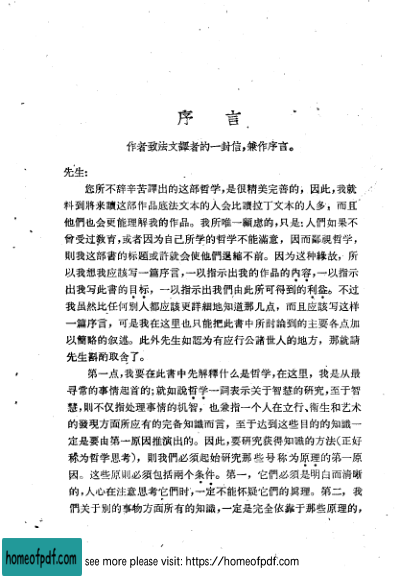 序言
作者致法文譯者的一封信，兼作序言。
先生：
您所不辞辛苦譯出的这部哲学，是很精美完善的，因此，我就
料到將来讀这部作品底法文本的人会比讀拉丁文本的人多，而且
他們也会更能理解我的作品。我所唯一顧慮的，只是：人們如果不
曾受过教育，或者因为自己所学的哲学不能滿意，因而鄙視哲学，
則我这部書的标題或許就会使他們退縮不前。因为这种緣故，所
以我想我应該写一篇序言，一以指示出我的作品的內容，一以指示
出我写此書的目标，一以指示出我們由此所可得到的利益。不过
我虽然比任何别人都应該更詳細地知道那几点，而且应該写这样
一篇序言，可是我在这里也只能把此書中所討論到的主要各点加
以簡略的叙述。此外先生如認为有应行公諸世人的地方，那就請
先生斟酌取舍了。
第一点，我要在此書中先解釋什么是哲学，在这里，我是从最
寻常的事情起首的；就如說哲学一詞表示关于智慧的研究，至于智
慧，則不仅指处理事情的机智，也兼指一个人在立行、衛生和艺术
的發現方面所应有的完备知識而言，至于达到这些目的的知識一
定是要由第一原因推演出的。因此，要研究获得知識的方法（正好
称为哲学思考），則我們必須起始研究那些号称为原理的第一原
因。这些原則必須包括兩个条件。第一，它們必須是明白而清晰
的，人心在注意思考它們时，一定不能怀疑它們的眞理。第二，我
們关于别的事物方面所有的知識，一定是完全依靠于那些原理的，
homeofpdf.com
see more please visit: https://homeofpdf.com